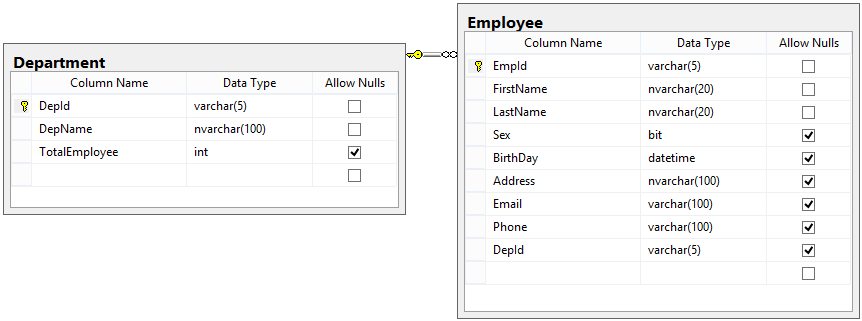 Department
Column Name Data Type Allow Nulls
DepId varchar(5)
DepName nvarchar(100)
TotalEmployee int
Employee
Column Name Data Type Allow Nulls
EmpId varchar(5)
FirstName nvarchar(20)
LastName nvarchar(20)
Sex bit
BirthDay datetime
Address nvarchar(100)
Email varchar(100)
Phone varchar(100)
DepId varchar(5)